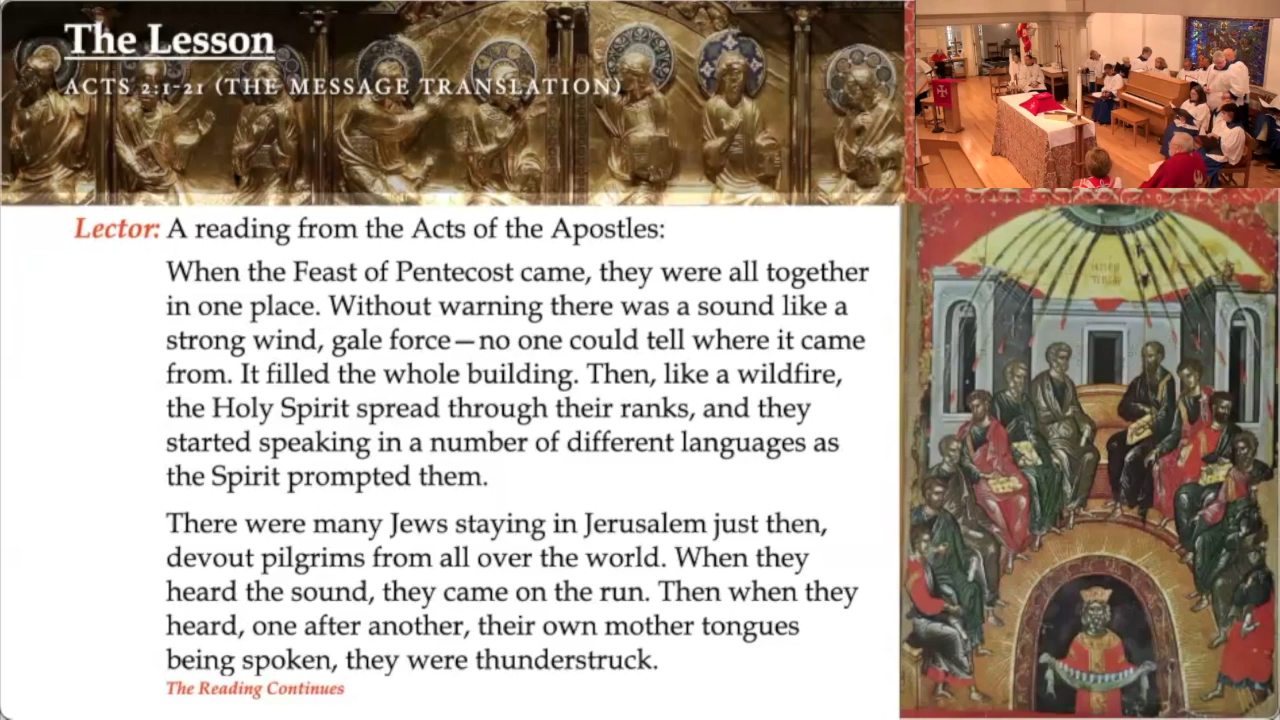 The Lesson
ACTS 2:1-21 (THE MESSAGE TRANSLATION)
Lector: A reading from the Acts of the Apostles:
When the Feast of Pentecost came, they were all together
in one place. Without warning there was a sound like a
strong wind, gale force—no one could tell where it came
from. It filled the whole building. Then, like a wildfire,
the Holy Spirit spread through their ranks, and they
started speaking in a number of different languages as
the Spirit prompted them.
There were many Jews staying in Jerusalem just then,
devout pilgrims from all over the world. When they
heard the sound, they came on the run. Then when they
heard, one after another, their own mother tongues
being spoken, they were thunderstruck.
The Reading Continues